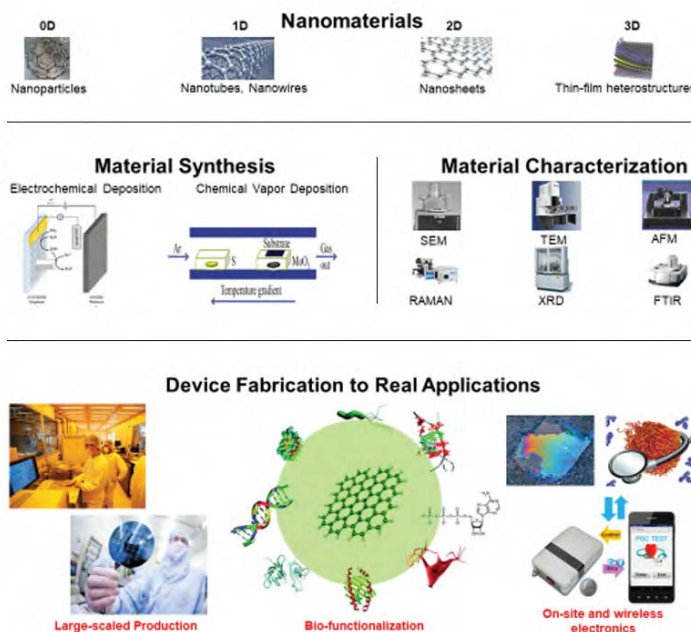 Nanomaterials
0D
1D
2D
3D
Nanoparticles
Nanotubes, Nanowires
Nanosheets
Thin-film heterostructures
Material Synthesis
Electrochemical Deposition
Chemical Vapor Deposition
Ar
S
Substrate
MoO₃
Gas
out
Temperature gradient
Material Characterization
SEM
TEM
AFM
RAMAN
XRD
FTIR
Device Fabrication to Real Applications
Large-scaled Production
Bio-functionalization
Control
POC TEST
On-site and wireless
electronics